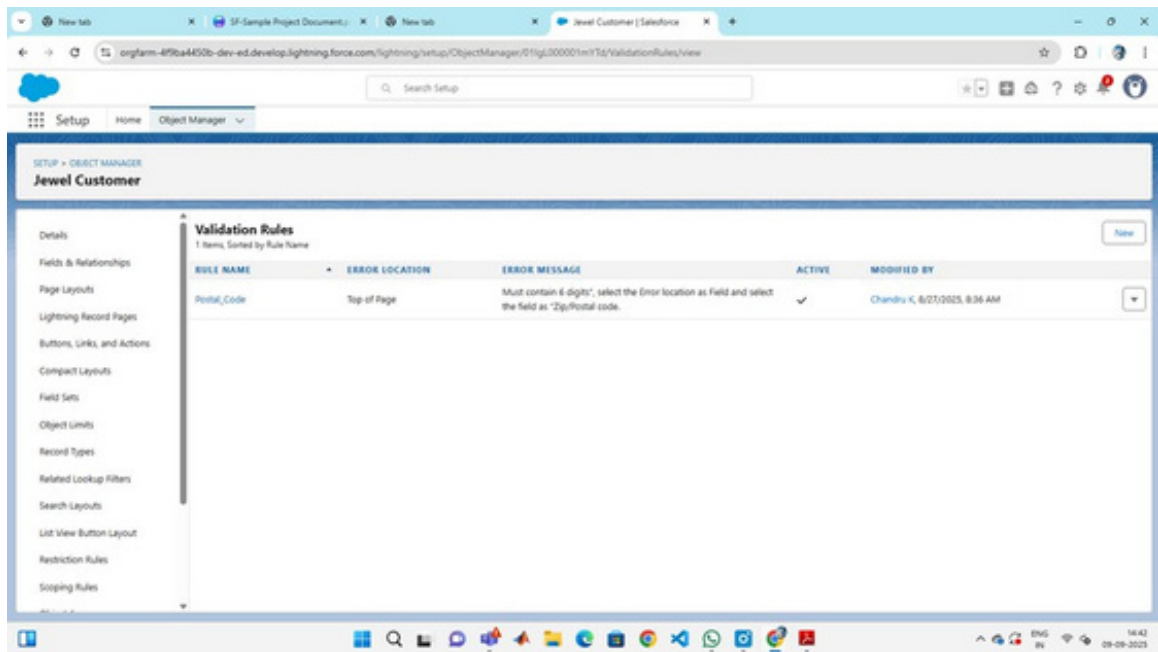 New tab
SF-Sample Project Document.
New tab
Jewel Customer | Salesforce
orgfarm-4f9ba4450b-dev-ed.develop.lightning.force.com/lightning/setup/ObjectManager/01IgL000001mYTd/ValidationRules/view
Search Setup
Setup
Home
Object Manager
SETUP > OBJECT MANAGER
Jewel Customer
Details
Fields & Relationships
Page Layouts
Lightning Record Pages
Buttons, Links, and Actions
Compact Layouts
Field Sets
Object Limits
Record Types
Related Lookup Filters
Search Layouts
List View Button Layout
Restriction Rules
Scoping Rules
Validation Rules
1 Items, Sorted by Rule Name
New
RULE NAME ERROR LOCATION ERROR MESSAGE ACTIVE MODIFIED BY
Postal_Code Top of Page Must contain 6 digits", select the Error location as Field and select
the field as "Zip/Postal code. Chandru K, 8/27/2025, 8:36 AM
ENG
IN
14:42
09-09-2025